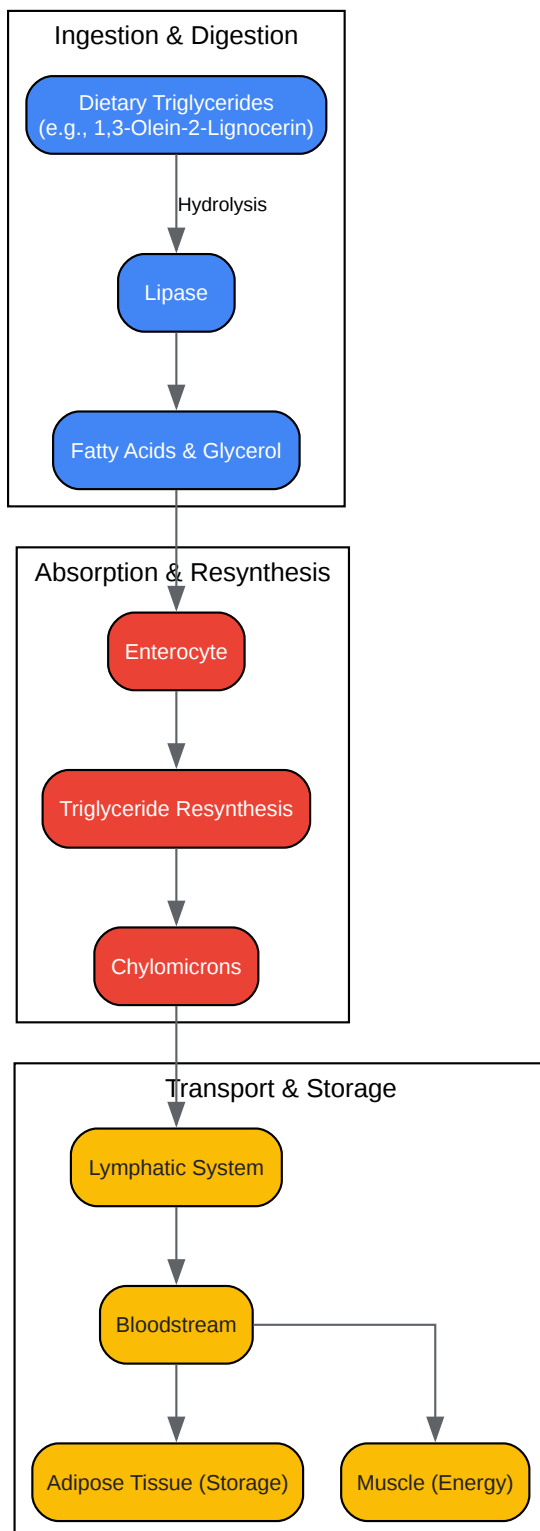 Ingestion & Digestion
Dietary Triglycerides
(e.g., 1,3-Olein-2-Lignocerin)
Hydrolysis
Lipase
Fatty Acids & Glycerol
Absorption & Resynthesis
Enterocyte
Triglyceride Resynthesis
Chylomicrons
Transport & Storage
Lymphatic System
Bloodstream
Adipose Tissue (Storage)
Muscle (Energy)